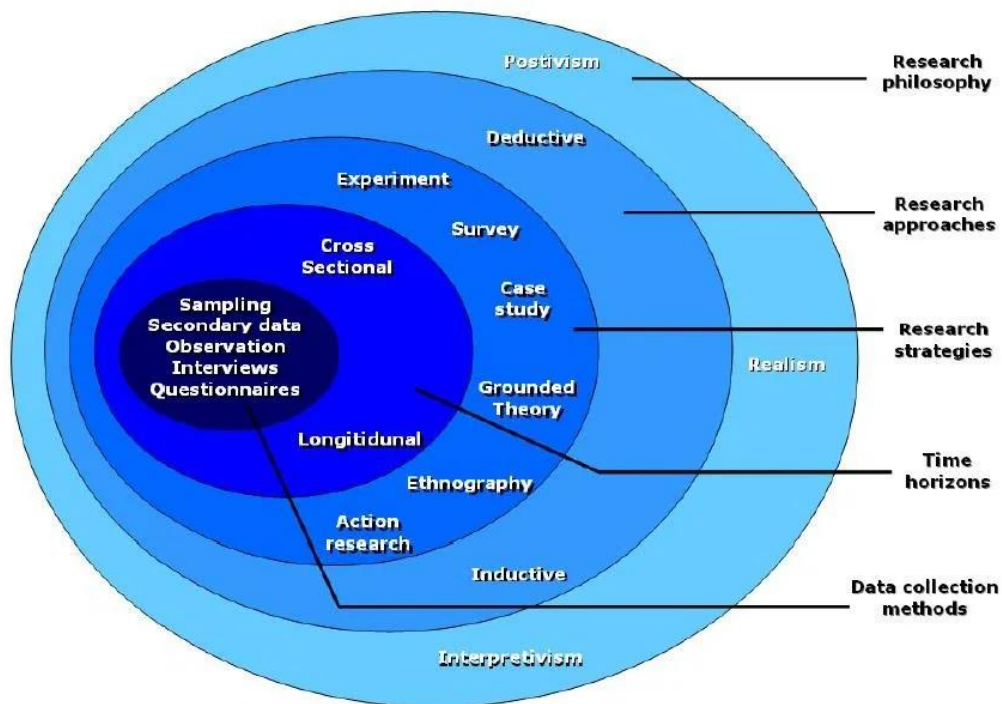 Postivism
Research
philosophy
Deductive
Experiment
Research
approaches
Survey
Cross
Sectional
Case
study
Sampling
Secondary data
Observation
Interviews
Questionnaires
Research
strategies
Realism
Grounded
Theory
Longitidunal
Time
horizons
Ethnography
Action
research
Inductive
Data collection
methods
Interpretivism